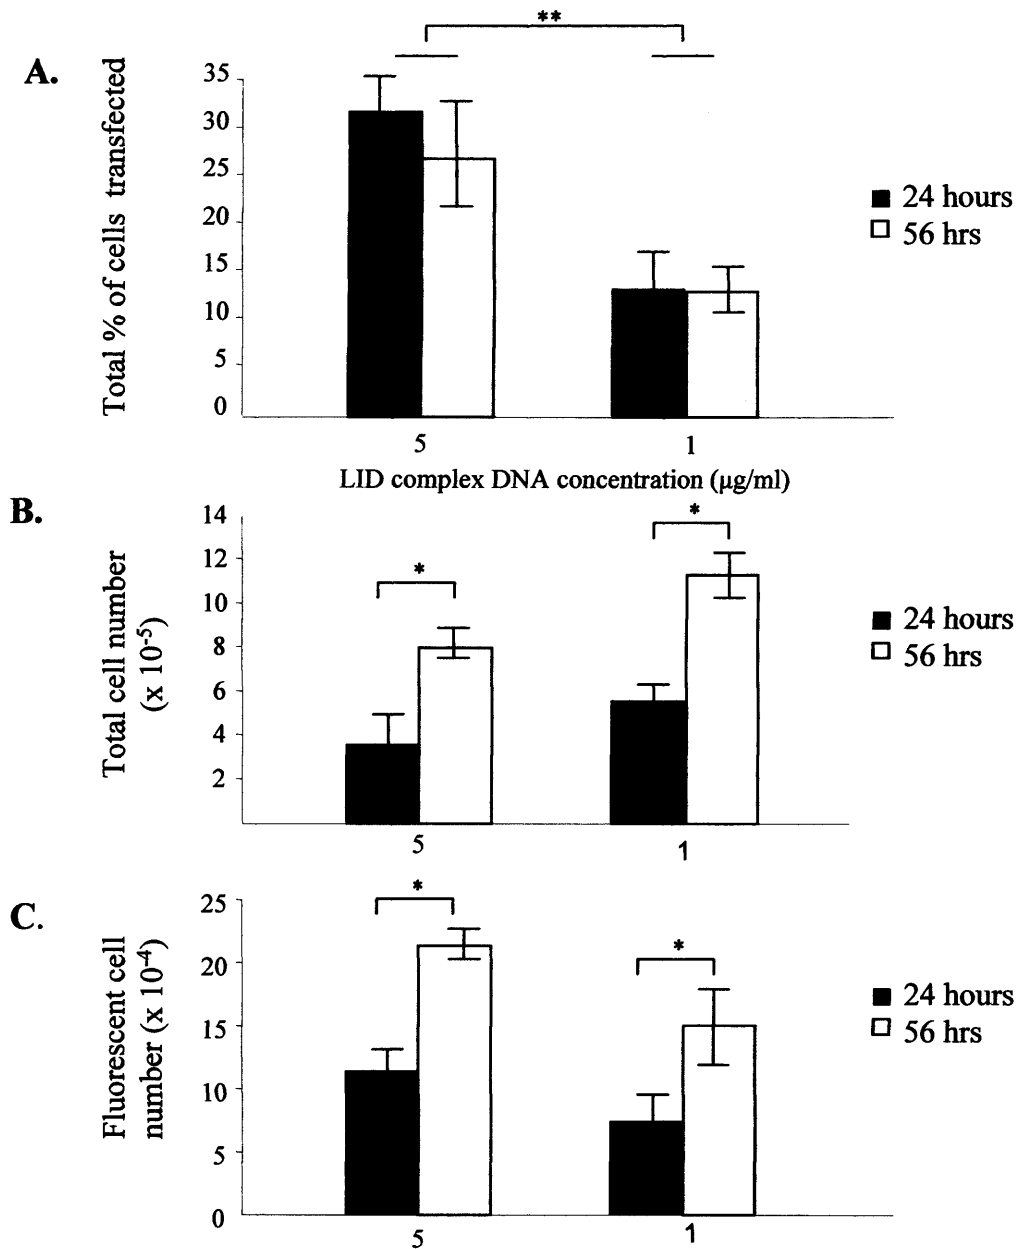 **
A.
Total % of cells transfected
35
30
25
20
15
10
5
0
24 hours
56 hrs
5
1
LID complex DNA concentration (μg/ml)
B.
Total cell number
(x 10-5)
14
12
10
8
6
4
2
*
*
24 hours
56 hrs
5
1
C.
Fluorescent cell
number (x 10-4)
25
20
15
10
5
0
*
*
24 hours
56 hrs
5
1